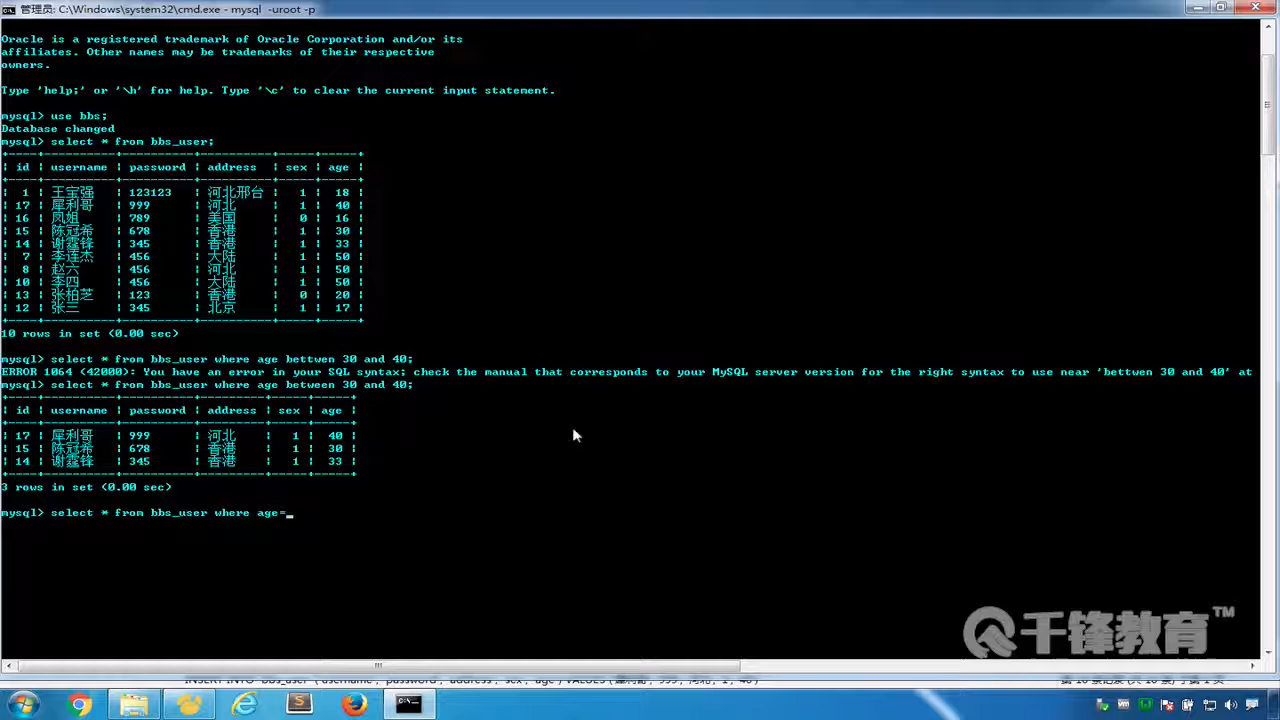 管理员: C:\Windows\system32\cmd.exe - mysql -uroot -p
Oracle is a registered trademark of Oracle Corporation and/or its
affiliates. Other names may be trademarks of their respective
owners.
Type 'help;' or '\h' for help. Type '\c' to clear the current input statement.
mysql> use bbs;
Database changed
mysql> select * from bbs_user;
+----+----------+----------+----------+-----+-----+
| id | username | password | address | sex | age |
+----+----------+----------+----------+-----+-----+
| 1 | 王宝强 | 123123 | 河北邢台 | 1 | 18 |
| 17 | 犀利哥 | 999 | 河北 | 1 | 40 |
| 16 | 凤姐 | 789 | 美国 | 0 | 16 |
| 15 | 陈冠希 | 678 | 香港 | 1 | 30 |
| 14 | 谢霆锋 | 345 | 香港 | 1 | 33 |
| 7 | 李连杰 | 456 | 大陆 | 1 | 50 |
| 8 | 赵六 | 456 | 河北 | 1 | 50 |
| 10 | 李四 | 456 | 大陆 | 1 | 50 |
| 13 | 张柏芝 | 123 | 香港 | 0 | 20 |
| 12 | 张三 | 345 | 北京 | 1 | 17 |
+----+----------+----------+----------+-----+-----+
10 rows in set (0.00 sec)
mysql> select * from bbs_user where age bettwen 30 and 40;
ERROR 1064 (42000): You have an error in your SQL syntax; check the manual that corresponds to your MySQL server version for the right syntax to use near 'bettwen 30 and 40' at
mysql> select * from bbs_user where age between 30 and 40;
+----+----------+----------+---------+-----+-----+
| id | username | password | address | sex | age |
+----+----------+----------+---------+-----+-----+
| 17 | 犀利哥 | 999 | 河北 | 1 | 40 |
| 15 | 陈冠希 | 678 | 香港 | 1 | 30 |
| 14 | 谢霆锋 | 345 | 香港 | 1 | 33 |
+----+----------+----------+---------+-----+-----+
3 rows in set (0.00 sec)
mysql> select * from bbs_user where age=_
千锋教育™